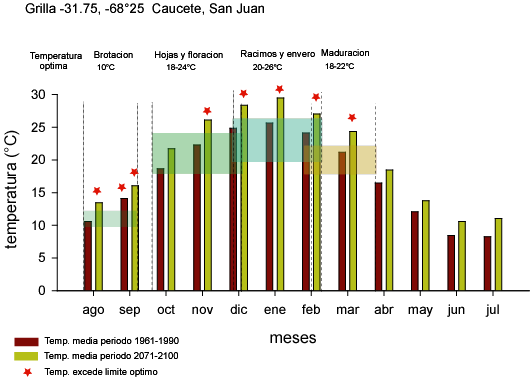 Grilla -31.75, -68°25 Caucete, San Juan
Temperatura optima
Brotacion
10ºC
Hojas y floracion
18-24ºC
Racimos y envero
20-26ºC
Maduracion
18-22ºC
temperatura (°C)
30
25
20
15
10
5
0
ago sep oct nov dic ene feb mar abr may jun jul
meses
Temp. media periodo 1961-1990
Temp. media periodo 2071-2100
Temp. excede limite optimo